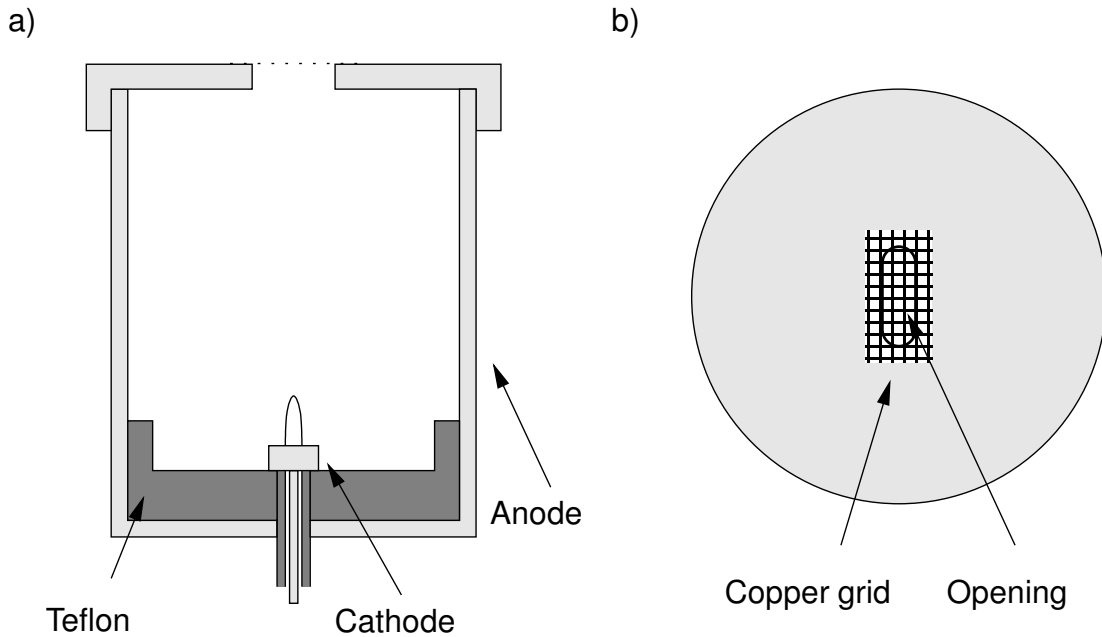 a)
b)
Anode
Teflon
Cathode
Copper grid
Opening